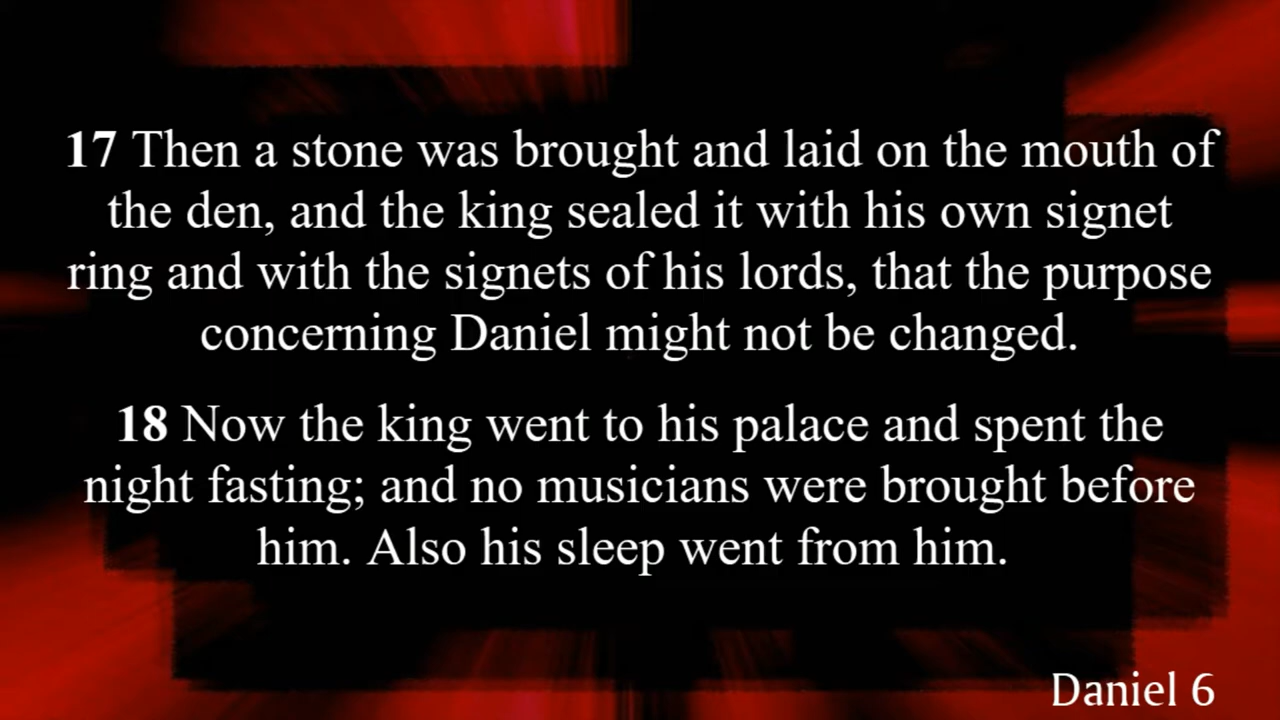 17 Then a stone was brought and laid on the mouth of
the den, and the king sealed it with his own signet
ring and with the signets of his lords, that the purpose
concerning Daniel might not be changed.
18 Now the king went to his palace and spent the
night fasting; and no musicians were brought before
him. Also his sleep went from him.
Daniel 6